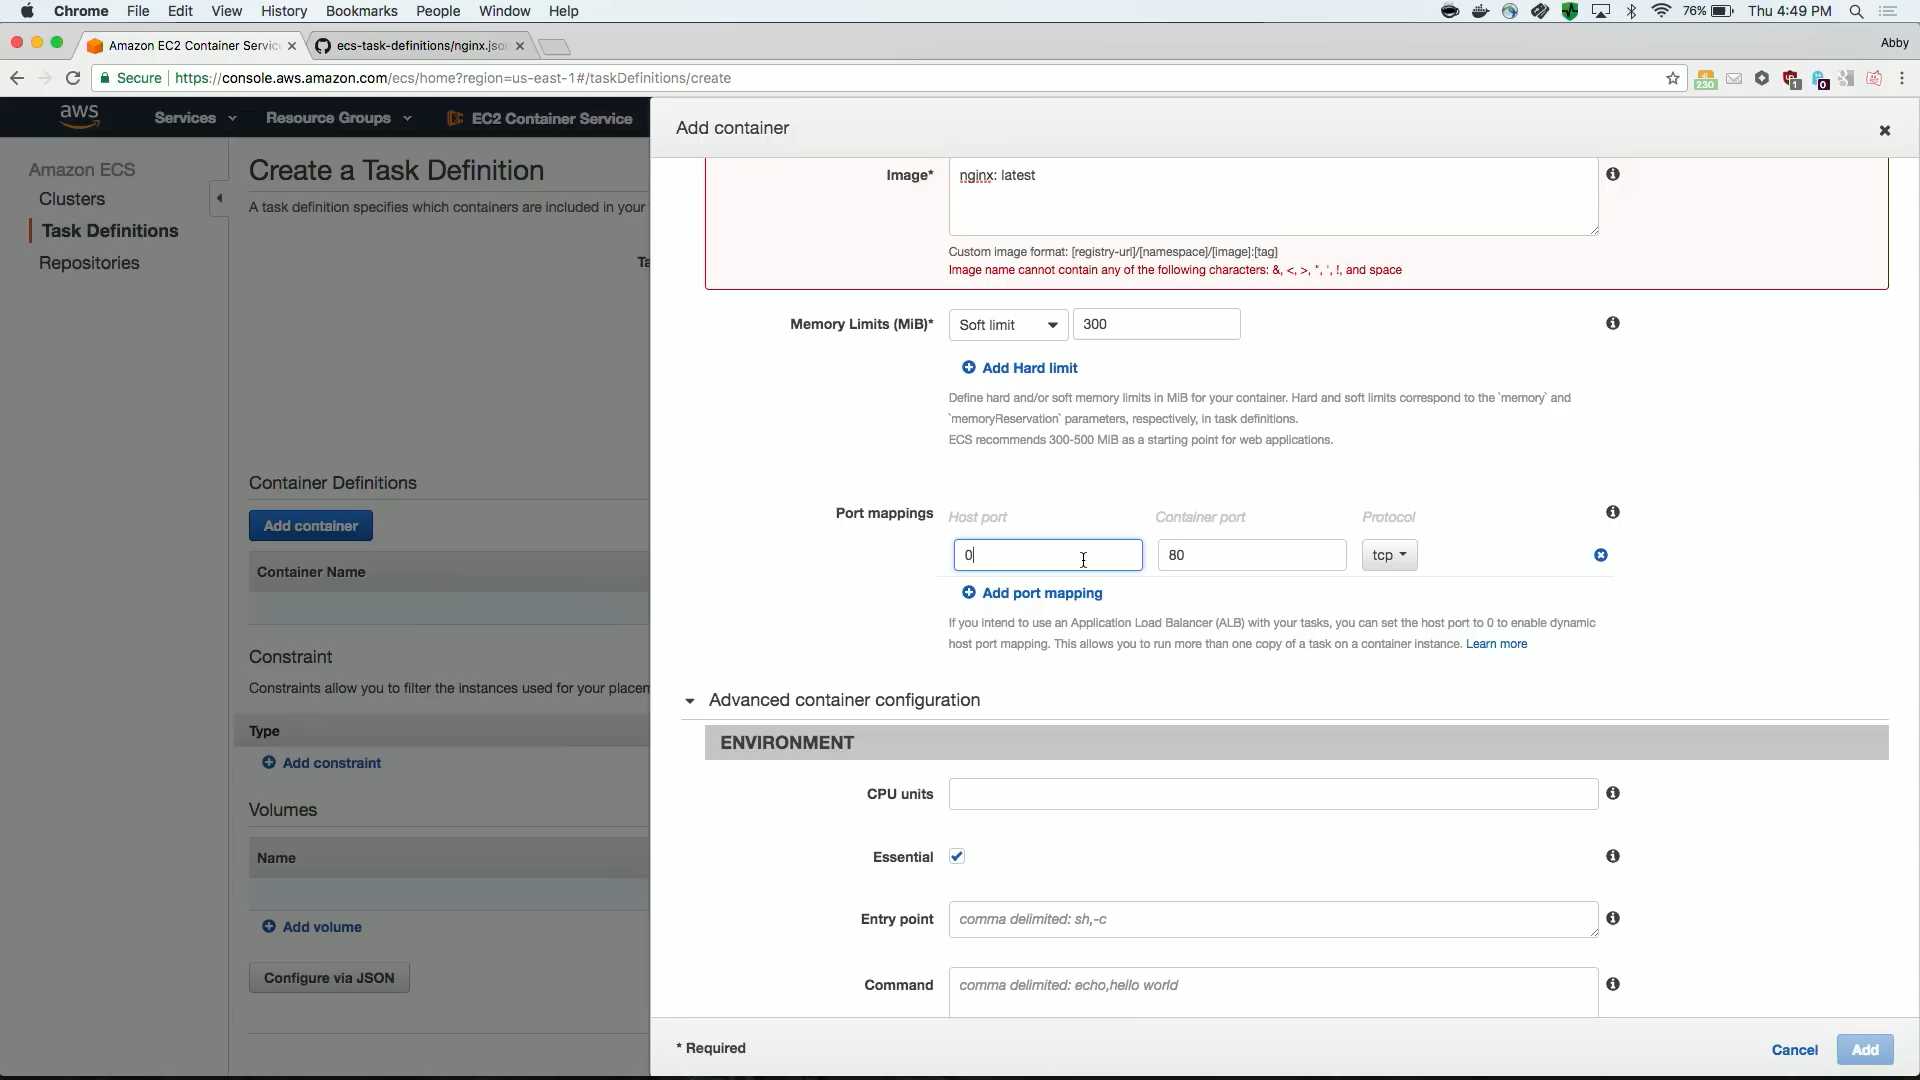 Chrome File Edit View History Bookmarks People Window Help
76% Thu 4:49 PM
Amazon EC2 Container Servic
ecs-task-definitions/nginx.jso
Abby
Secure https://console.aws.amazon.com/ecs/home?region=us-east-1#/taskDefinitions/create
230
1
0
aws Services Resource Groups EC2 Container Service
Amazon ECS
Clusters
Task Definitions
Repositories
Create a Task Definition
A task definition specifies which containers are included in your
Ta
Container Definitions
Add container
Container Name
Constraint
Constraints allow you to filter the instances used for your placem
Type
Add constraint
Volumes
Name
Add volume
Configure via JSON
Add container
Image* nginx: latest
Custom image format: [registry-url]/[namespace]/[image]:[tag]
Image name cannot contain any of the following characters: &, <, >, ", ', !, and space
Memory Limits (MiB)* Soft limit 300
Add Hard limit
Define hard and/or soft memory limits in MiB for your container. Hard and soft limits correspond to the `memory` and
`memoryReservation` parameters, respectively, in task definitions.
ECS recommends 300-500 MiB as a starting point for web applications.
Port mappings Host port Container port Protocol
0 80 tcp
Add port mapping
If you intend to use an Application Load Balancer (ALB) with your tasks, you can set the host port to 0 to enable dynamic
host port mapping. This allows you to run more than one copy of a task on a container instance. Learn more
Advanced container configuration
ENVIRONMENT
CPU units
Essential
Entry point comma delimited: sh,-c
Command comma delimited: echo,hello world
* Required
Cancel Add